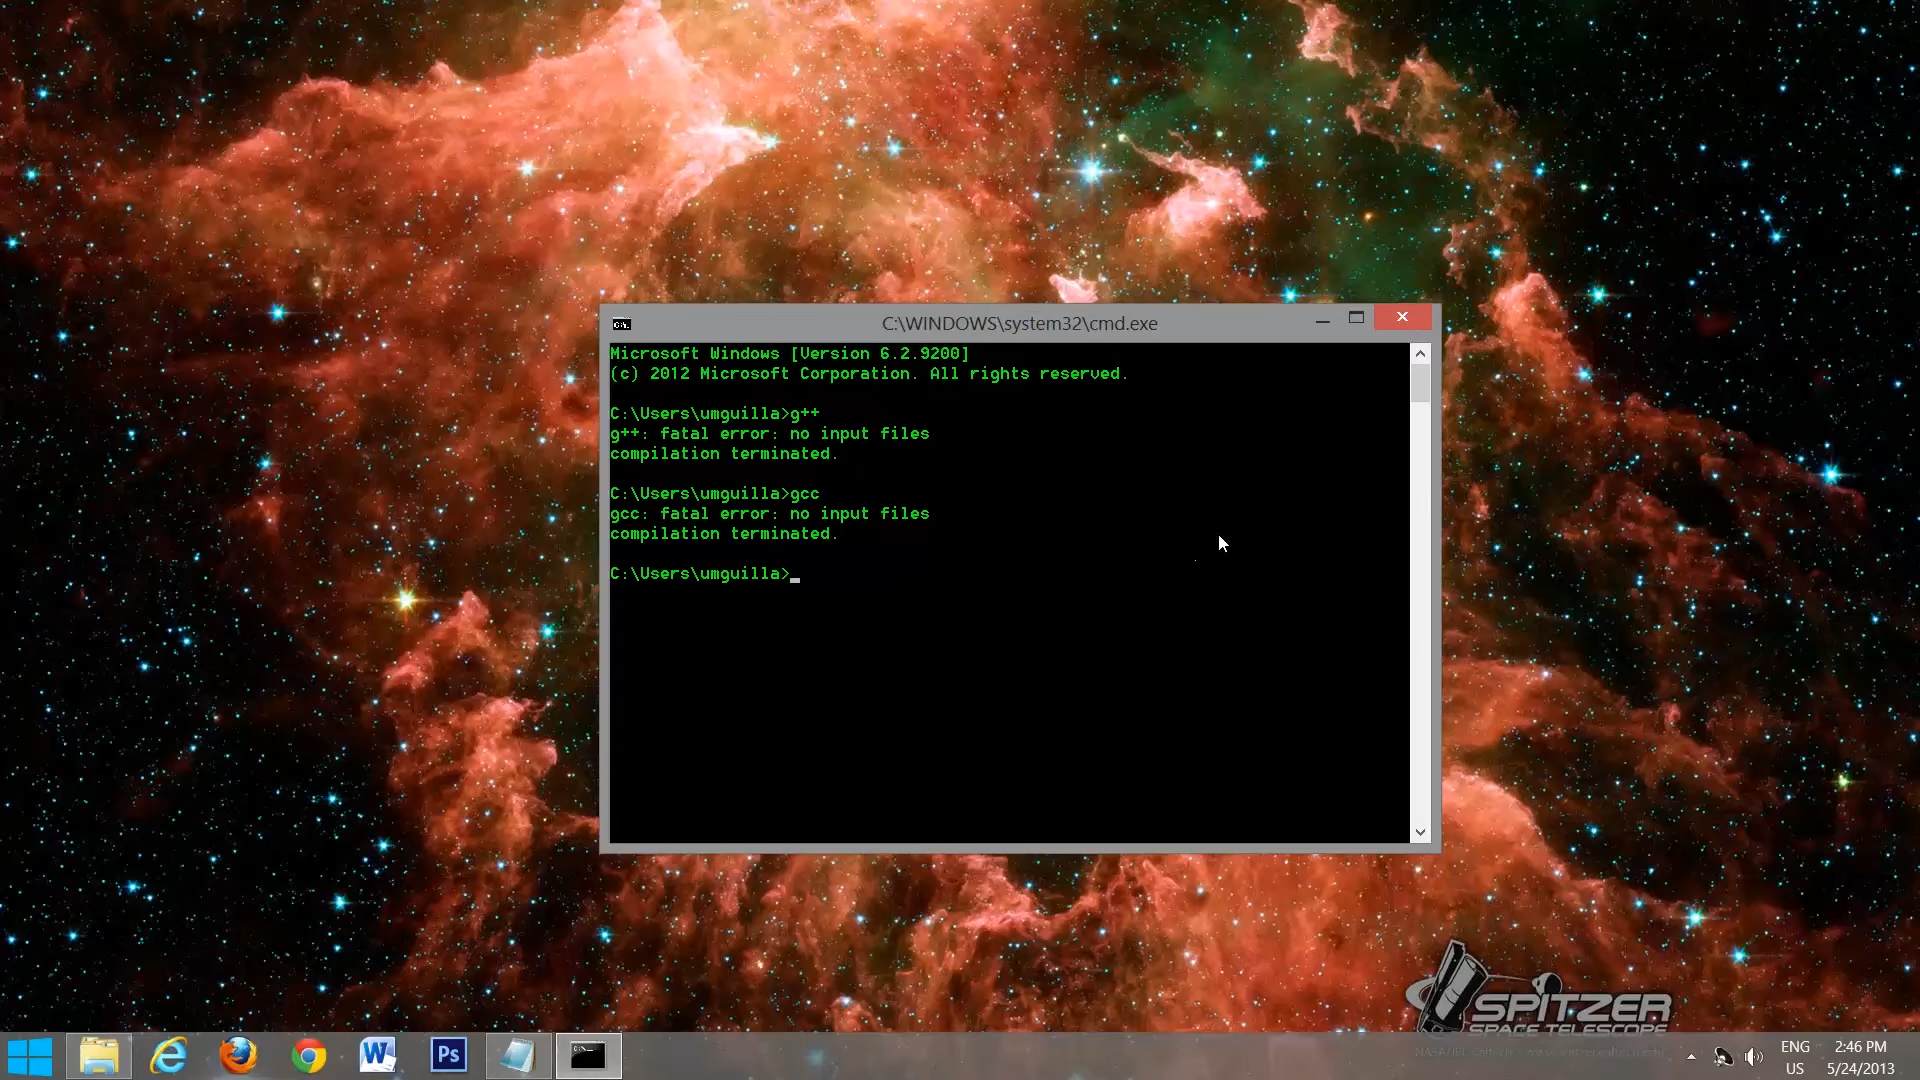 C:\WINDOWS\system32\cmd.exe
Microsoft Windows [Version 6.2.9200]
(c) 2012 Microsoft Corporation. All rights reserved.
C:\Users\umguilla>g++
g++: fatal error: no input files
compilation terminated.
C:\Users\umguilla>gcc
gcc: fatal error: no input files
compilation terminated.
C:\Users\umguilla>_
SPITZER
SPACE TELESCOPE
W
Ps
C:\_
ENG
US
2:46 PM
5/24/2013